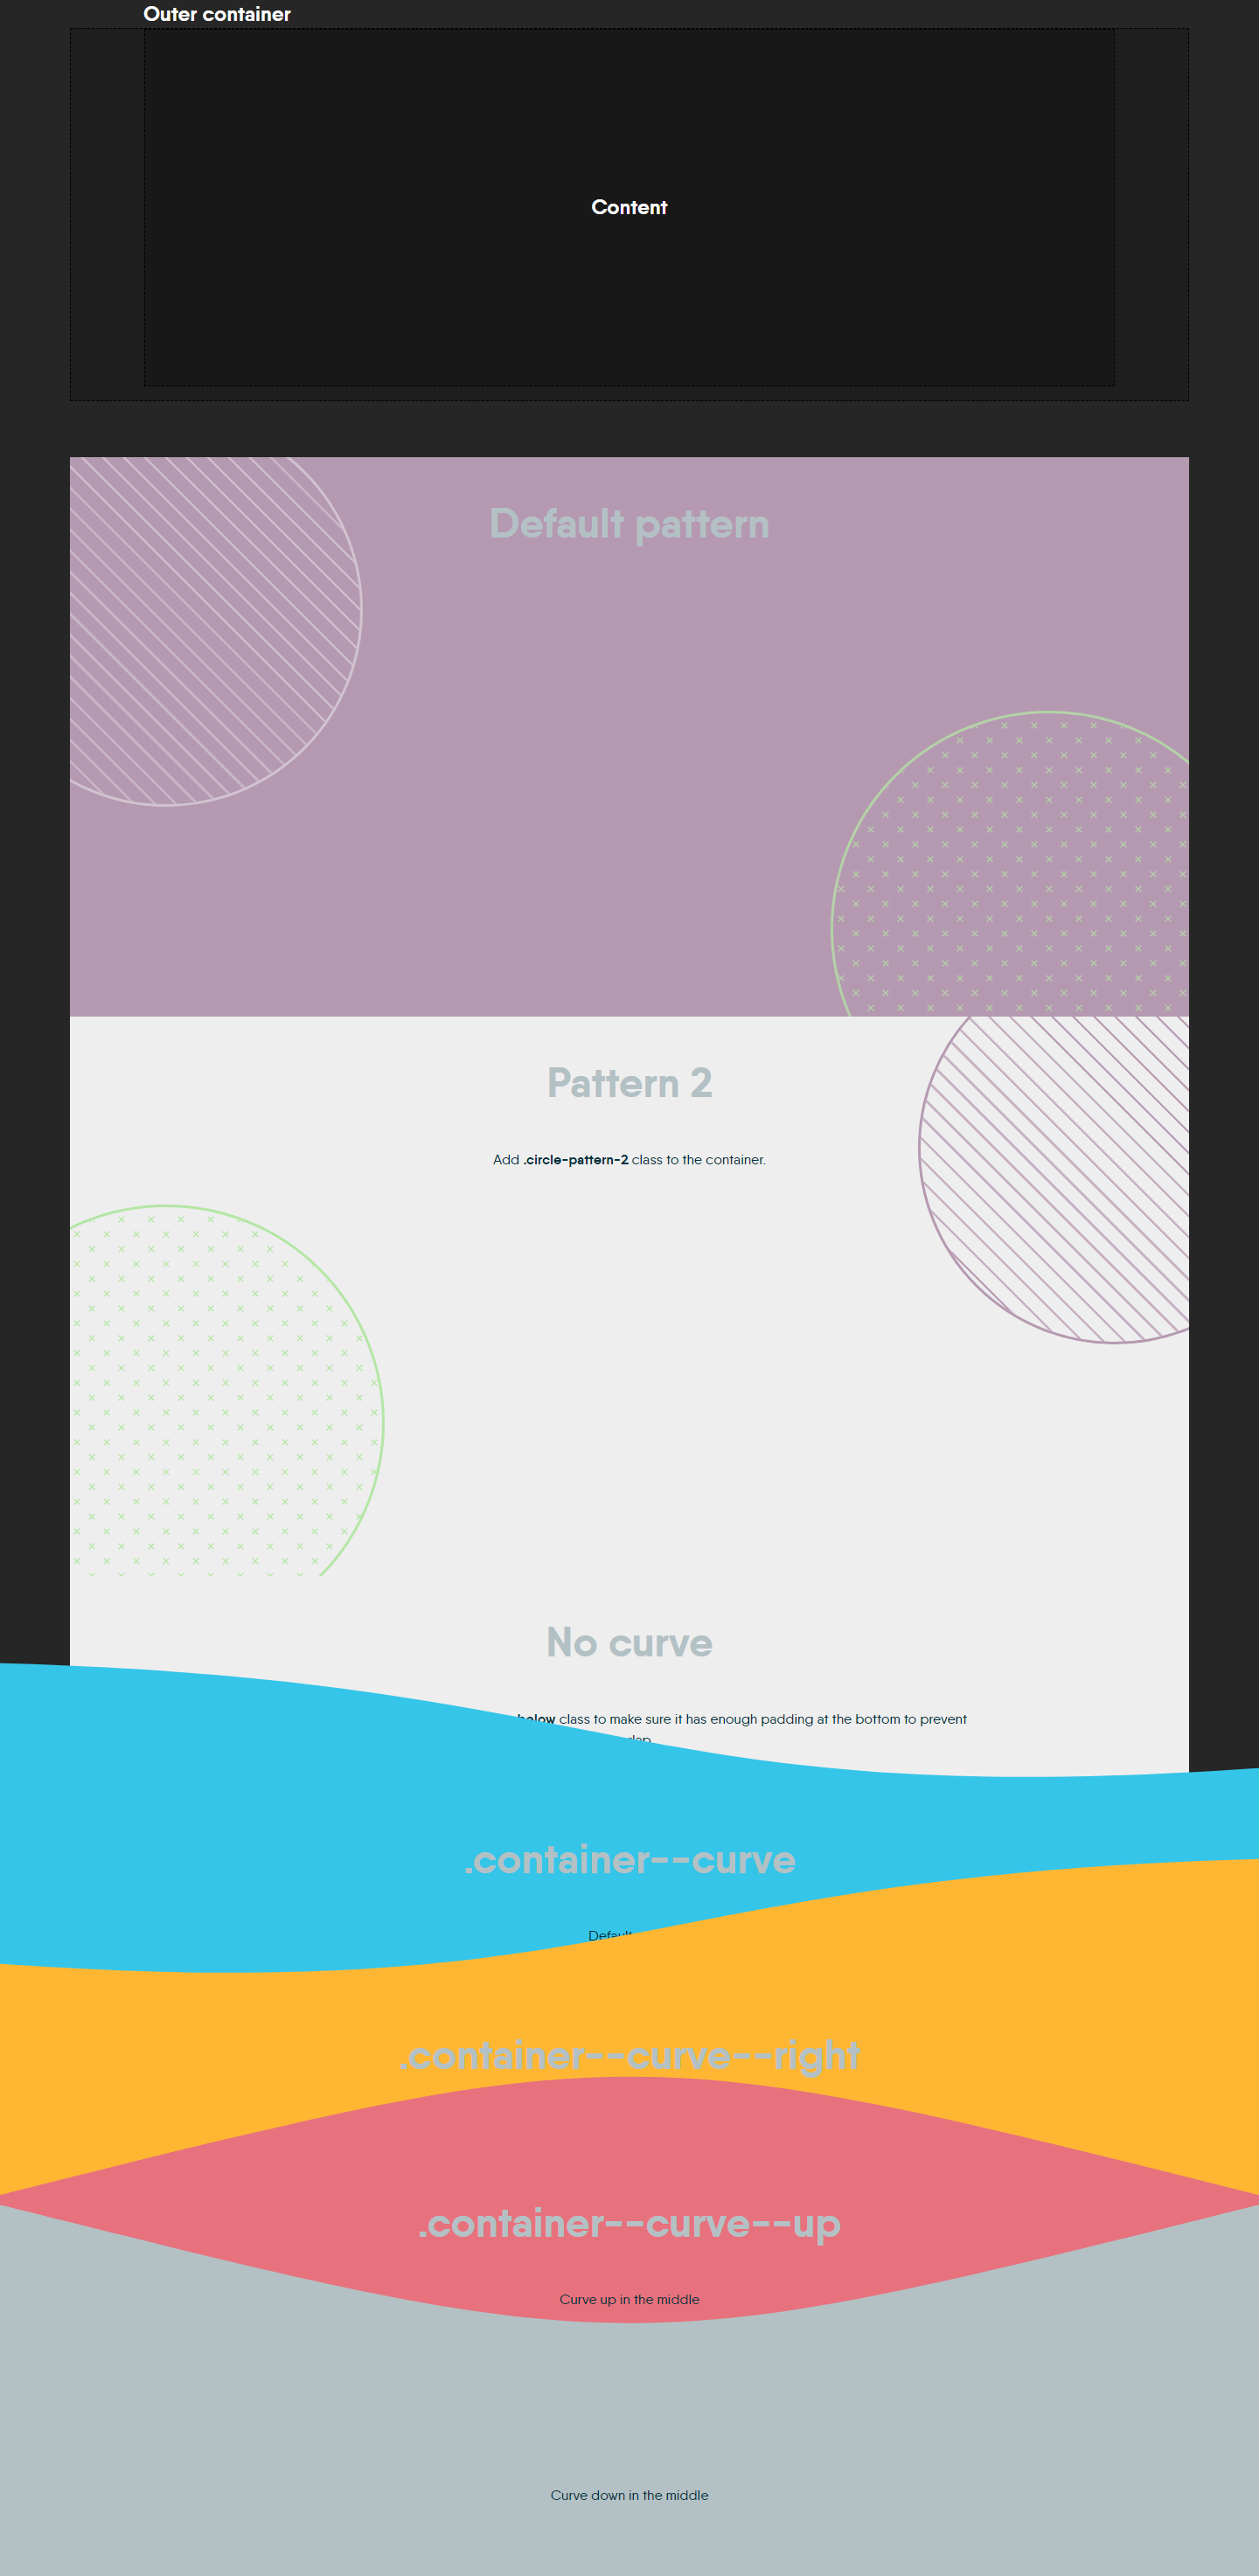 Outer container
Content
Default pattern
Pattern 2
Add .circle-pattern-2 class to the container.
No curve
below class to make sure it has enough padding at the bottom to prevent
.container--curve
Default
.container--curve--right
.container--curve--up
Curve up in the middle
Curve down in the middle